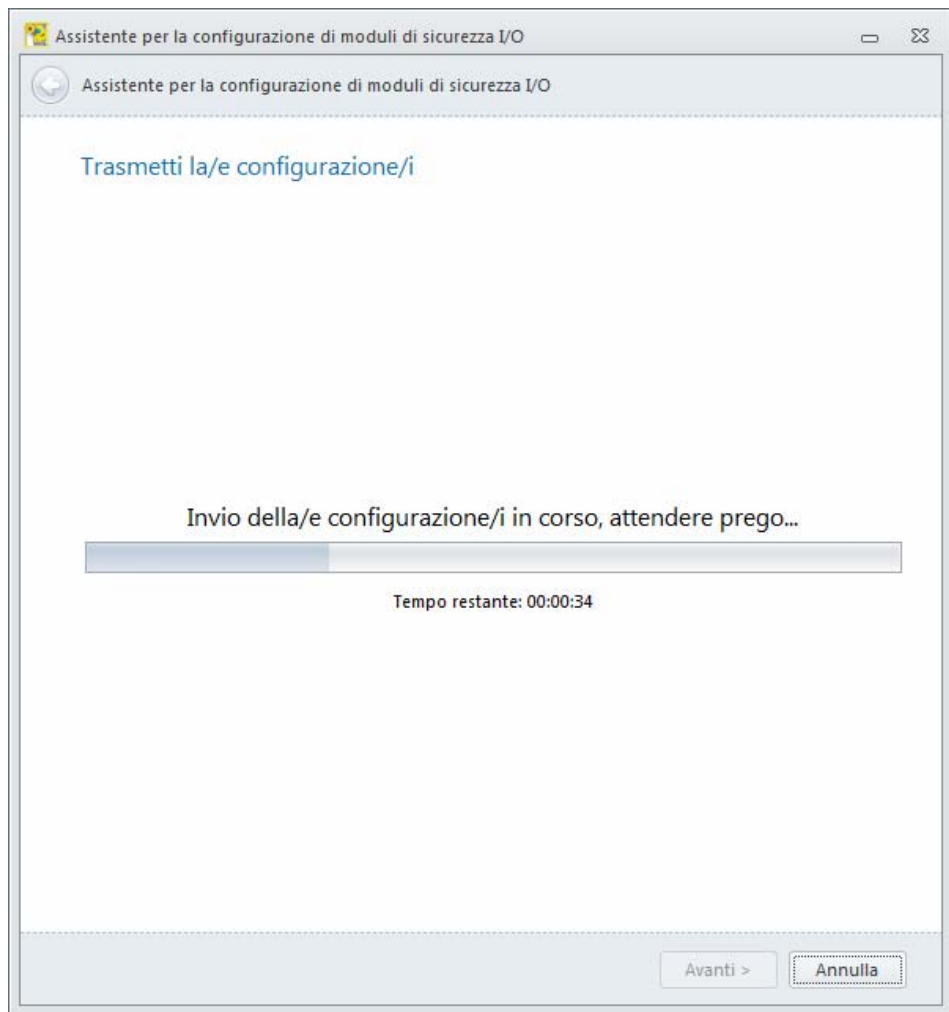 Assistente per la configurazione di moduli di sicurezza I/O
Assistente per la configurazione di moduli di sicurezza I/O
Trasmetti la/e configurazione/i
Invio della/e configurazione/i in corso, attendere prego...
Tempo restante: 00:00:34
Avanti > Annulla